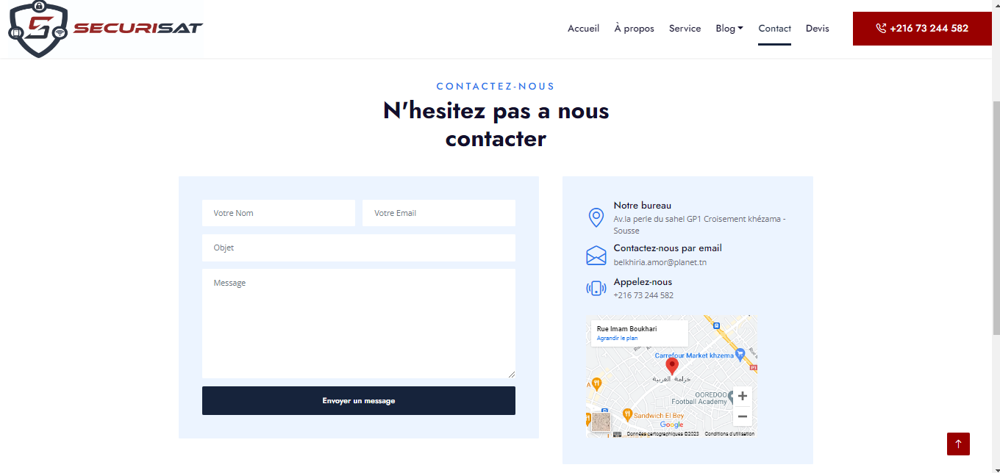 SECURISAT
Accueil À propos Service Blog Contact Devis
+216 73 244 582
CONTACTEZ-NOUS
N'hesitez pas a nous
contacter
Votre Nom
Votre Email
Objet
Message
Envoyer un message
Notre bureau
Av.la perle du sahel GP1 Croisement khézama -
Sousse
Contactez-nous par email
belkhiria.amor@planet.tn
Appelez-nous
+216 73 244 582
Rue Imam Boukhari
Agrandir le plan
Carrefour Market khzema
خزامة الغربية
OOREDOO
Football Academy
Sandwich El Bey
Google
Données cartographiques ©2023 Conditions d'utilisation